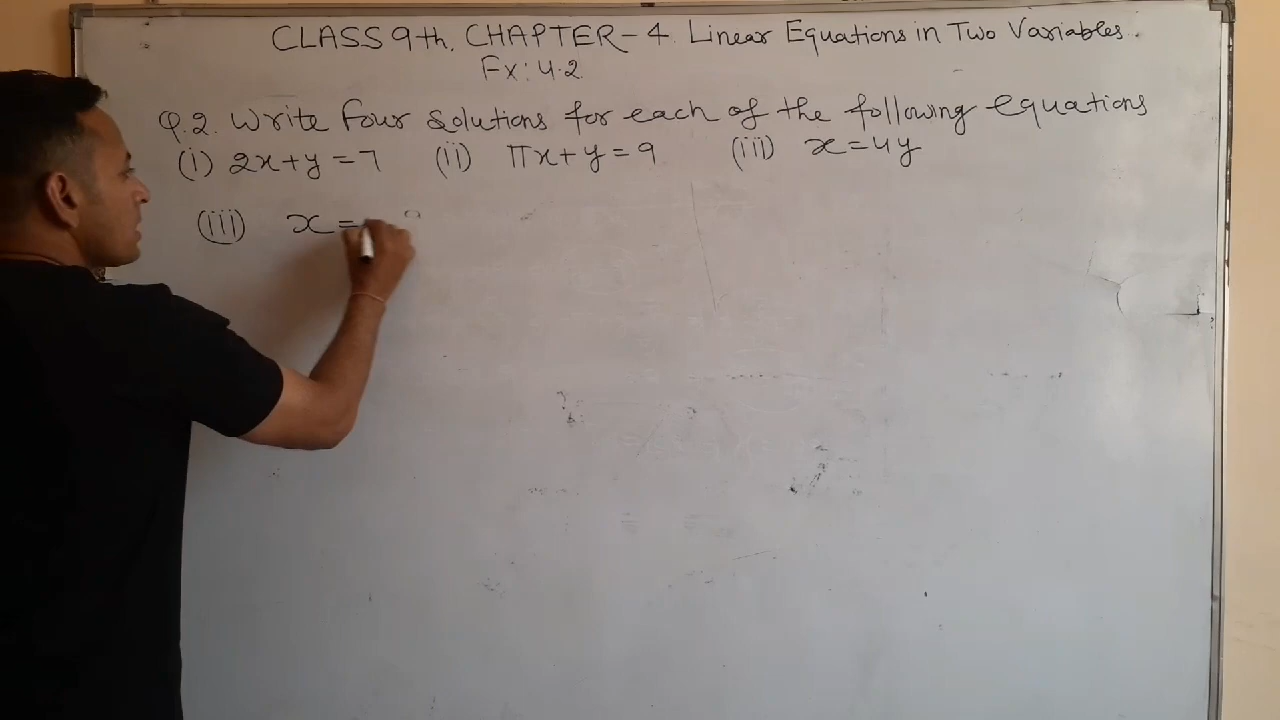 CLASS 9th, CHAPTER-4. Linear Equations in Two Variables.
Ex: 4.2
Q.2. Write four solutions for each of the following equations
(i) 2x+y=7 (ii) πx+y=9 (iii) x=4y
(iii) x=